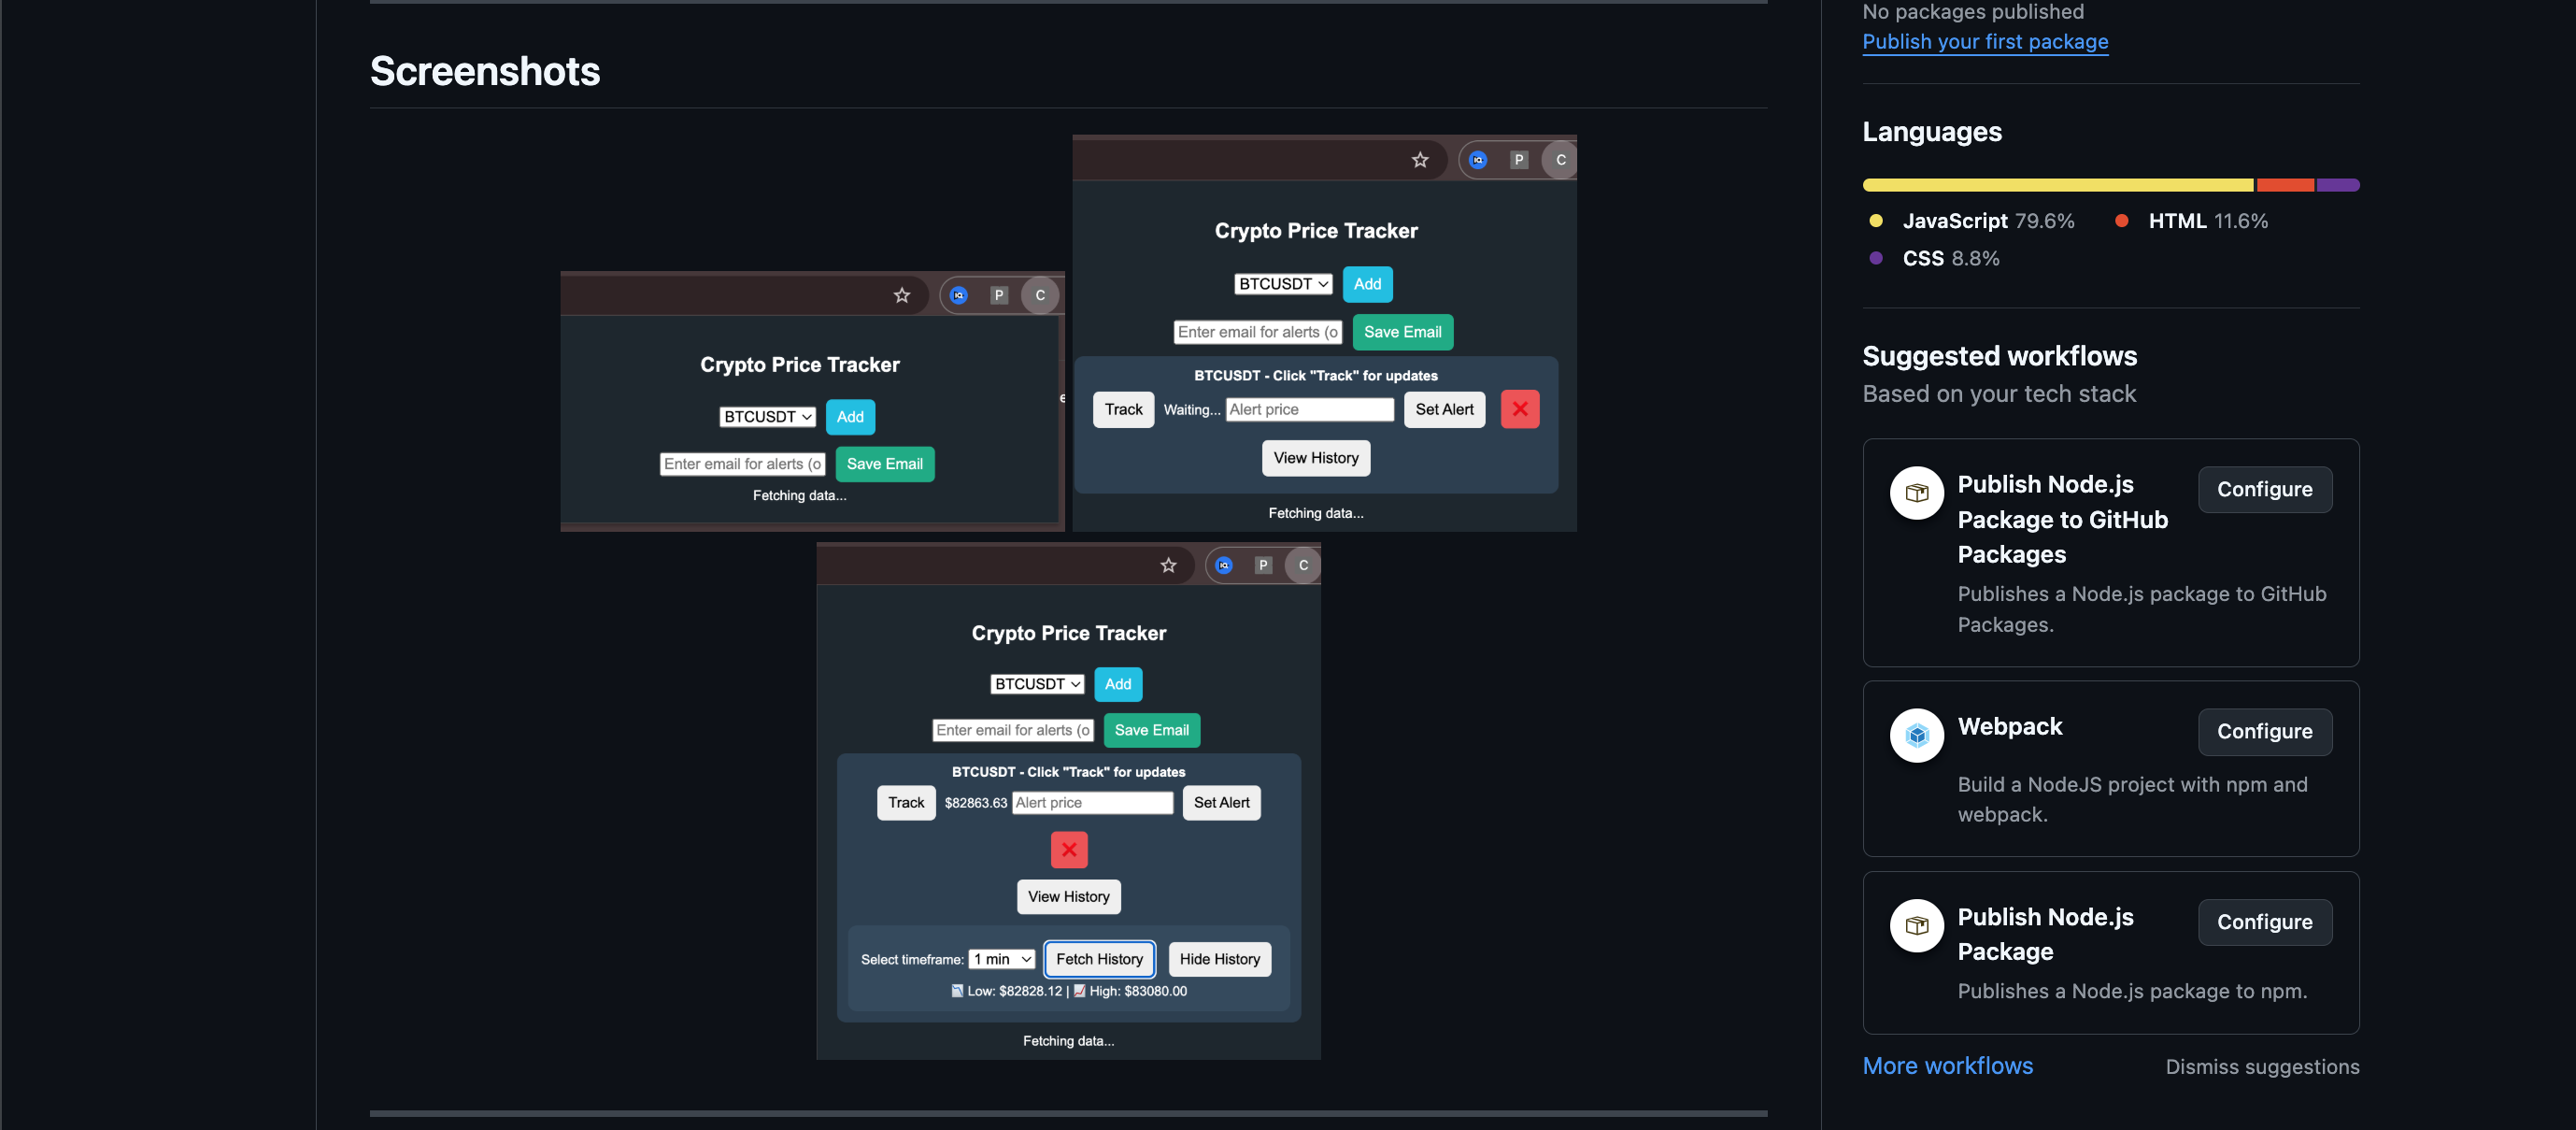 Screenshots
Crypto Price Tracker
BTCUSDT Add
Enter email for alerts (o Save Email
Fetching data...
P C
P C
Crypto Price Tracker
BTCUSDT Add
Enter email for alerts (o Save Email
BTCUSDT - Click "Track" for updates
Track Waiting... Alert price Set Alert
View History
Fetching data...
P C
Crypto Price Tracker
BTCUSDT Add
Enter email for alerts (o Save Email
BTCUSDT - Click "Track" for updates
Track $82863.63 Alert price Set Alert
View History
Select timeframe: 1 min Fetch History Hide History
Low: $82828.12 | High: $83080.00
Fetching data...
No packages published
Publish your first package
Languages
JavaScript 79.6% HTML 11.6%
CSS 8.8%
Suggested workflows
Based on your tech stack
Publish Node.js
Package to GitHub
Packages
Configure
Publishes a Node.js package to GitHub
Packages.
Webpack
Configure
Build a NodeJS project with npm and
webpack.
Publish Node.js
Package
Configure
Publishes a Node.js package to npm.
More workflows Dismiss suggestions